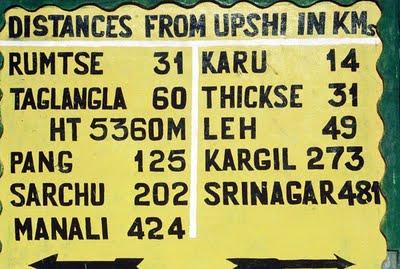 DISTANCES FROM UPSHI IN KMs
RUMTSE 31
TAGLANGLA 60
HT 5360M
PANG 125
SARCHU 202
MANALI 424
KARU 14
THICKSE 31
LEH 49
KARGIL 273
SRINAGAR 481